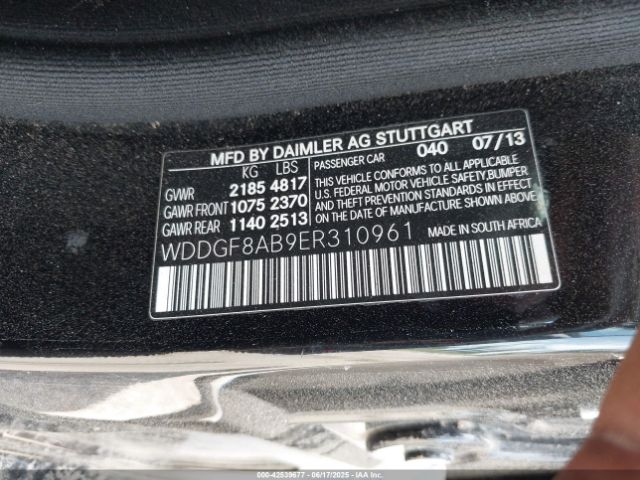 MFD BY DAIMLER AG STUTTGART
KG LBS
GVWR 2185 4817
GAWR FRONT 1075 2370
GAWR REAR 1140 2513
PASSENGER CAR 040 07/13
THIS VEHICLE CONFORMS TO ALL APPLICABLE
U.S. FEDERAL MOTOR VEHICLE SAFETY,BUMPER,
AND THEFT PREVENTION STANDARDS IN EFFECT
ON THE DATE OF MANUFACTURE SHOWN ABOVE.
WDDGF8AB9ER310961
MADE IN SOUTH AFRICA
000-42539677 - 06/17/2025 - IAAI.COM